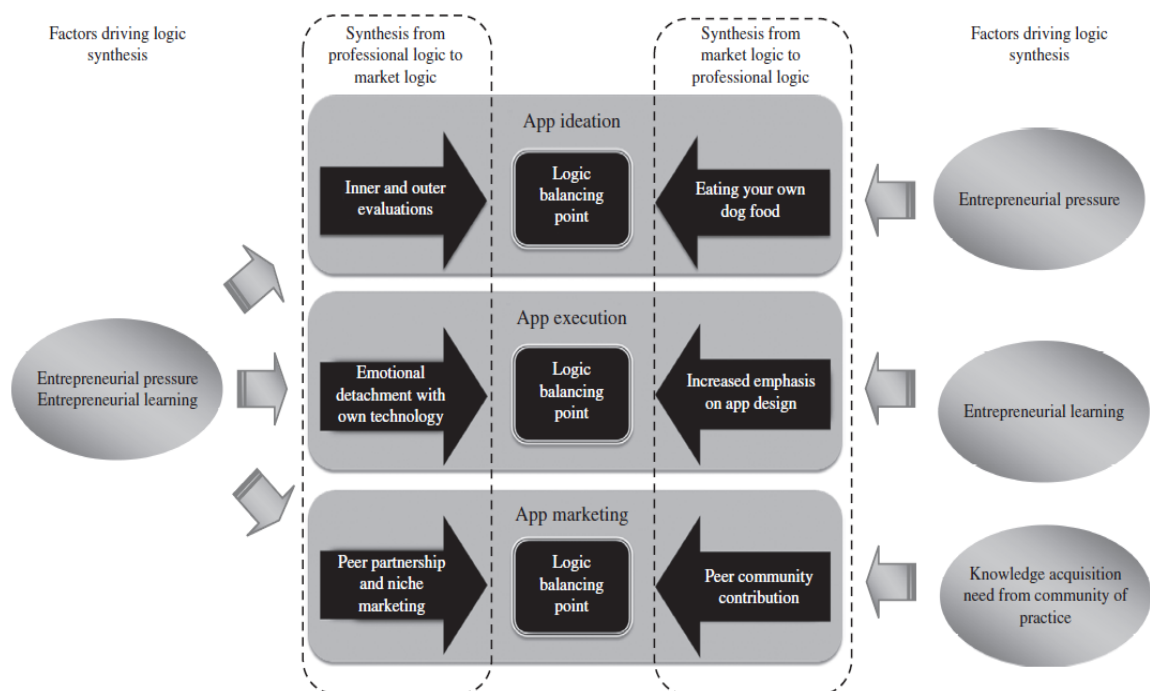 Factors driving logic
synthesis
Synthesis from
professional logic to
market logic
Synthesis from
market logic to
professional logic
Factors driving logic
synthesis
App ideation
Inner and outer
evaluations
Logic
balancing
point
Eating your own
dog food
Entrepreneurial pressure
App execution
Entrepreneurial pressure
Entrepreneurial learning
Emotional
detachment with
own technology
Logic
balancing
point
Increased emphasis
on app design
Entrepreneurial learning
App marketing
Peer partnership
and niche
marketing
Logic
balancing
point
Peer community
contribution
Knowledge acquisition
need from community of
practice